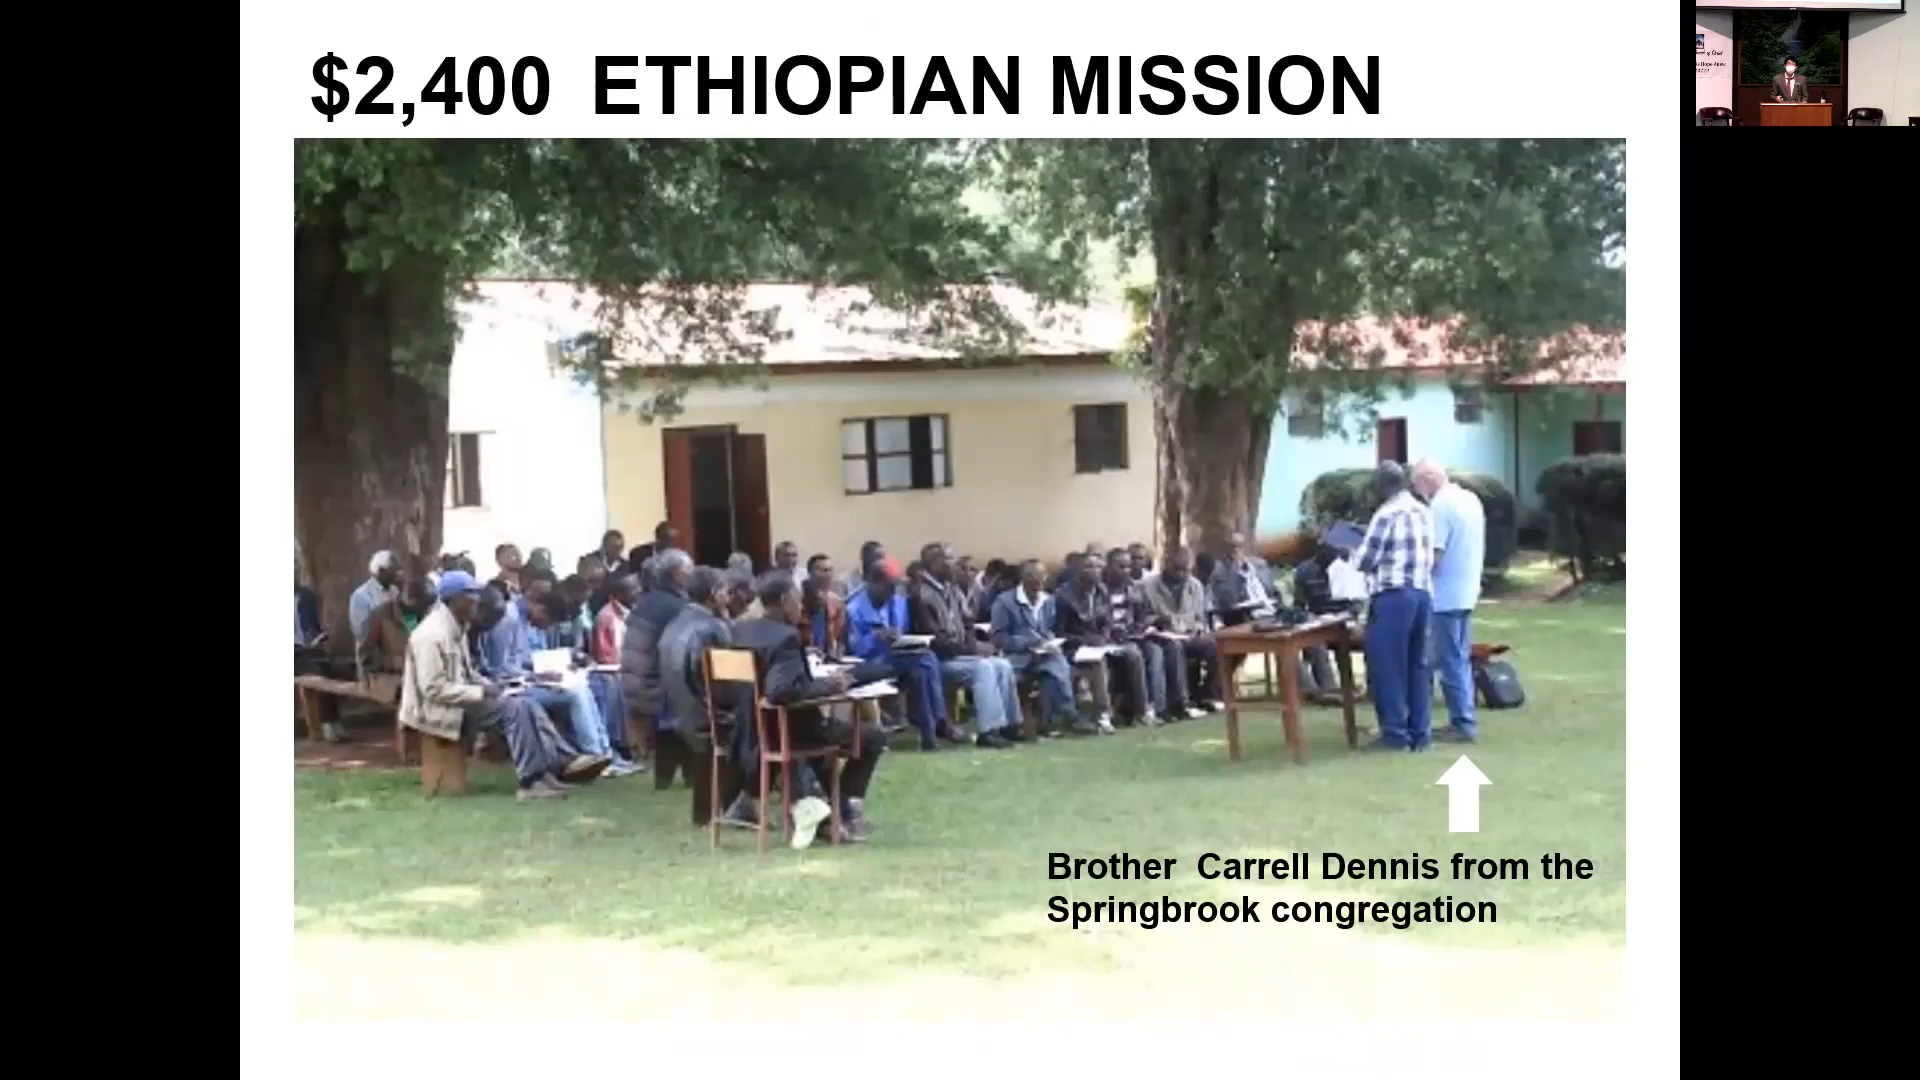 $2,400 ETHIOPIAN MISSION
Brother Carrell Dennis from the
Springbrook congregation